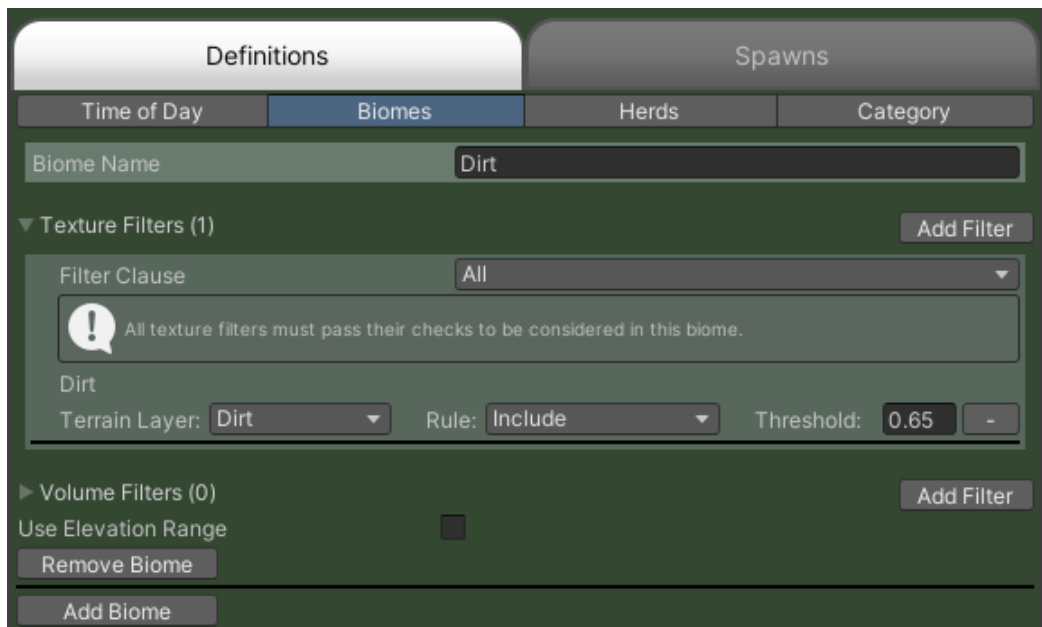 Definitions Spawns
Time of Day Biomes Herds Category
Biome Name Dirt
Texture Filters (1) Add Filter
Filter Clause All
All texture filters must pass their checks to be considered in this biome.
Dirt
Terrain Layer: Dirt Rule: Include Threshold: 0.65 -
Volume Filters (0) Add Filter
Use Elevation Range
Remove Biome
Add Biome